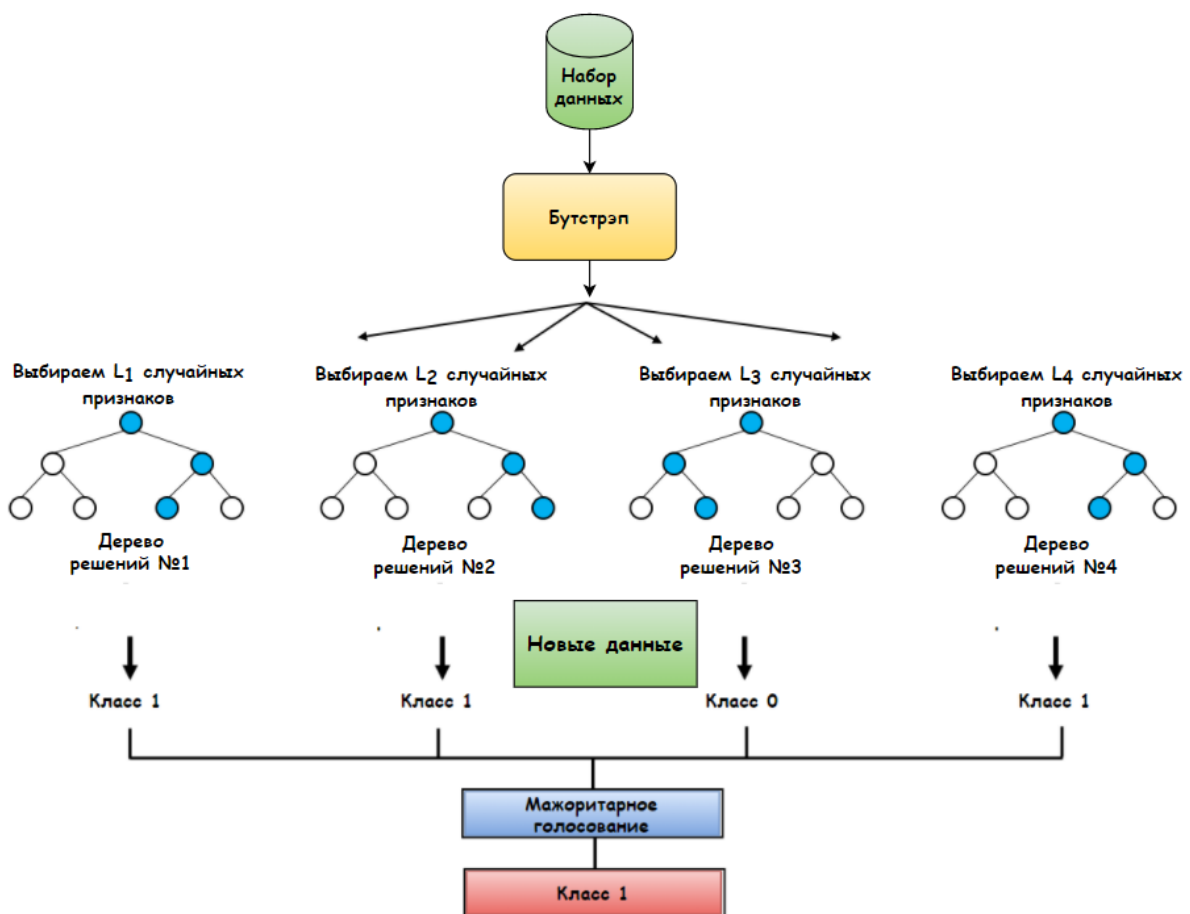 Набор
данных
Бутстрэп
Выбираем L1 случайных
признаков
Выбираем L2 случайных
признаков
Выбираем L3 случайных
признаков
Выбираем L4 случайных
признаков
Дерево
решений №1
Дерево
решений №2
Дерево
решений №3
Дерево
решений №4
Новые данные
Класс 1
Класс 1
Класс 0
Класс 1
Мажоритарное
голосование
Класс 1